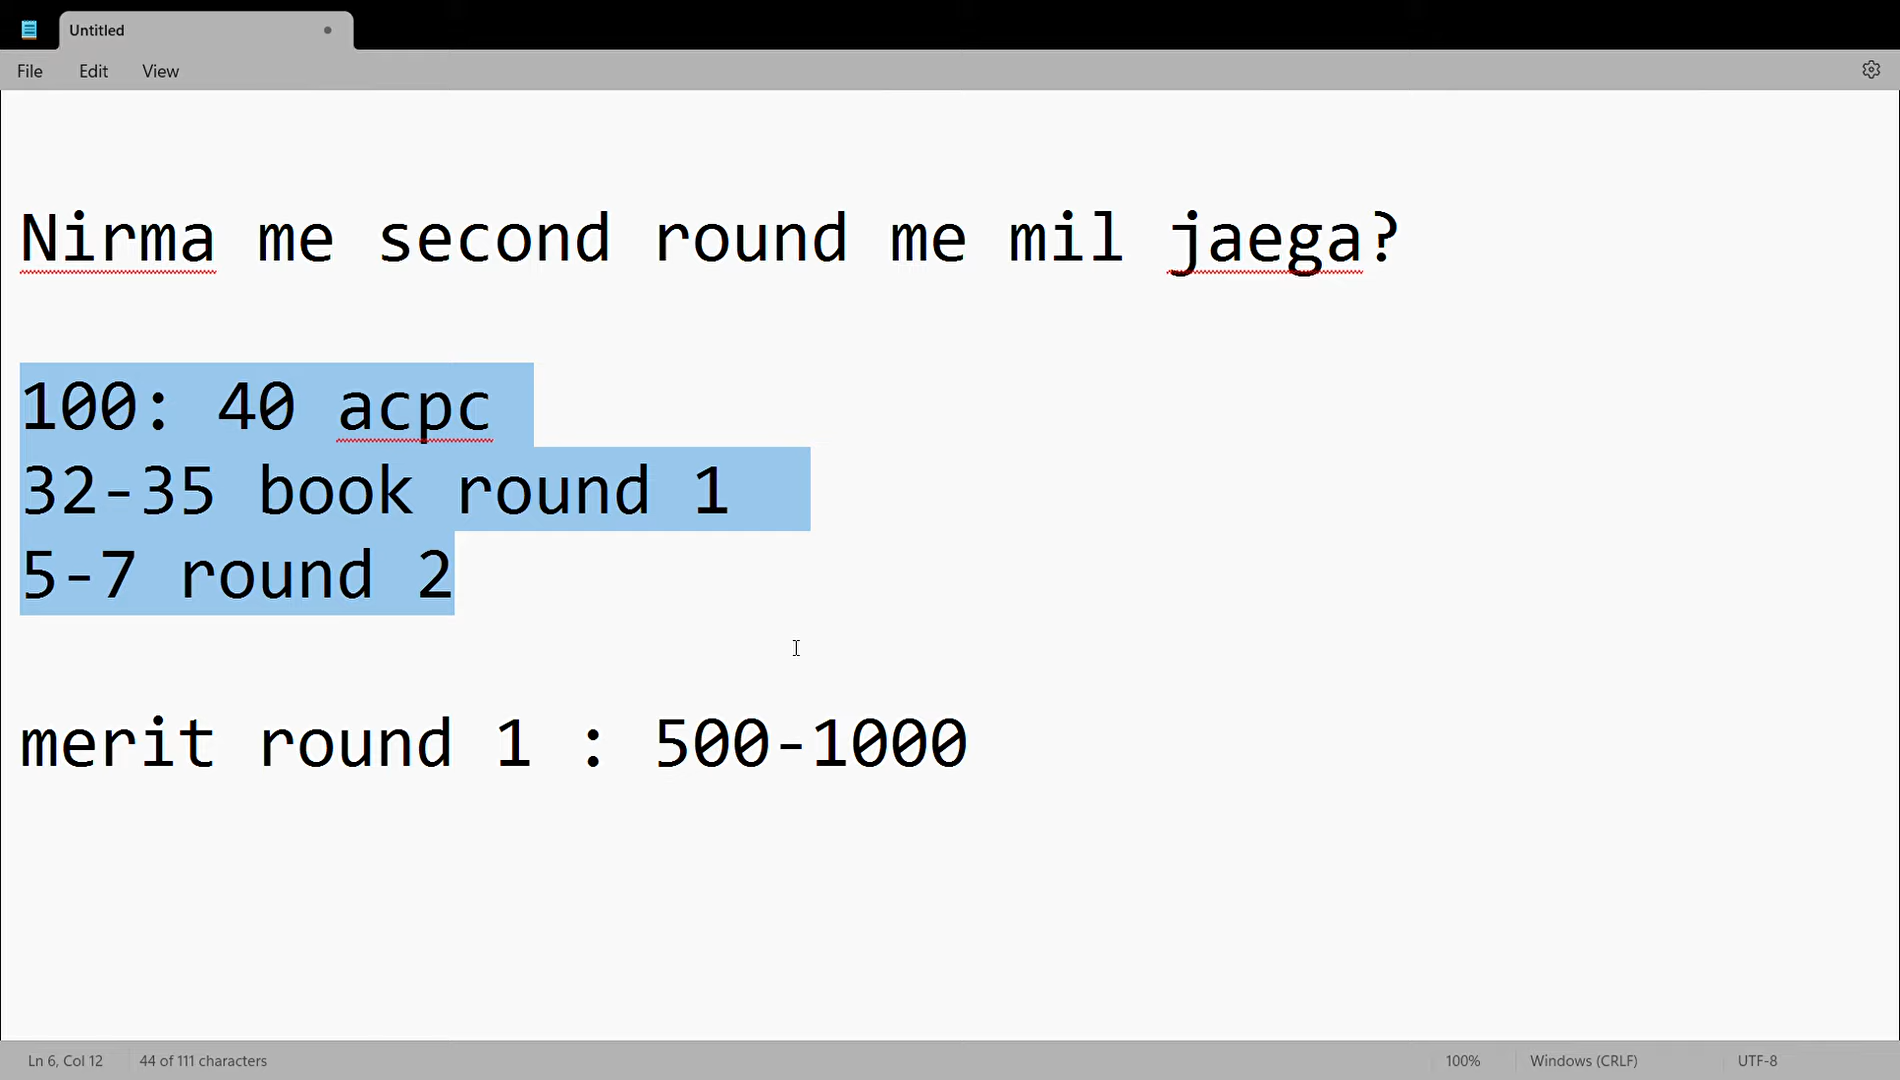 Untitled
File Edit View
Nirma me second round me mil jaega?
100: 40 acpc
32-35 book round 1
5-7 round 2
merit round 1 : 500-1000
Ln 6, Col 12 44 of 111 characters 100% Windows (CRLF) UTF-8